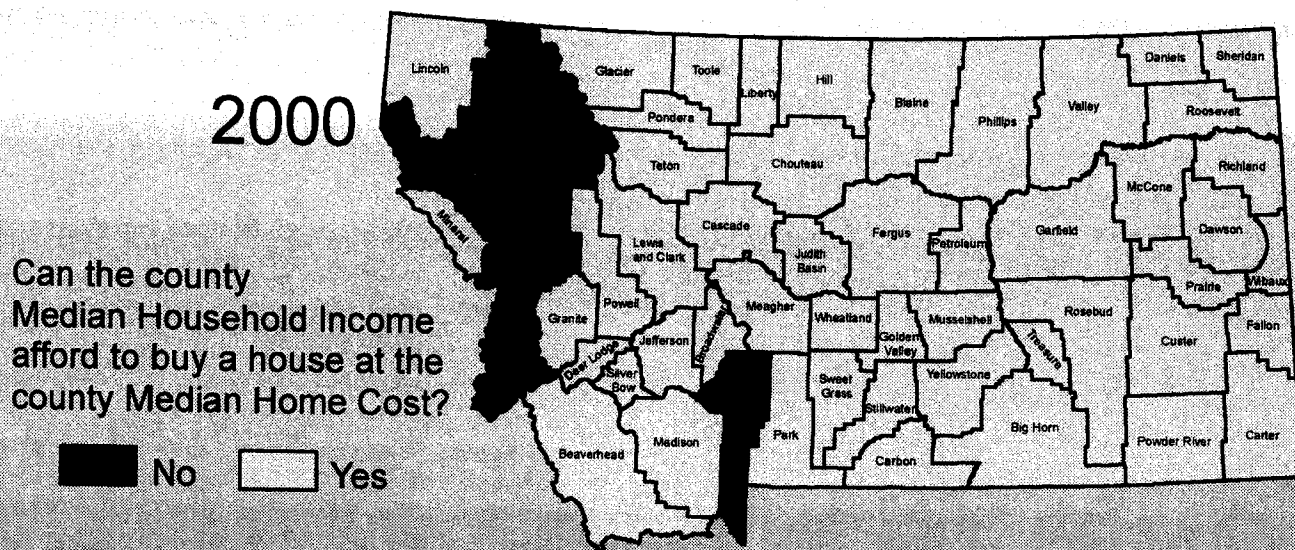 2000
Can the county
Median Household Income
afford to buy a house at the
county Median Home Cost?
No
Yes
Lincoln
Glacier
Toole
Liberty
Hill
Blaine
Phillips
Valley
Daniels
Sheridan
Roosevelt
Pondera
Teton
Chouteau
Richland
McCone
Mineral
Lewis
and Clark
Cascade
Judith
Basin
Fergus
Petroleum
Garfield
Dawson
Wibaux
Prairie
Powell
Granite
Meagher
Broadwater
Jefferson
Deer Lodge
Silver
Bow
Wheatland
Golden
Valley
Musselshell
Treasure
Rosebud
Custer
Fallon
Sweet
Grass
Yellowstone
Stillwater
Beaverhead
Madison
Park
Carbon
Big Horn
Powder River
Carter